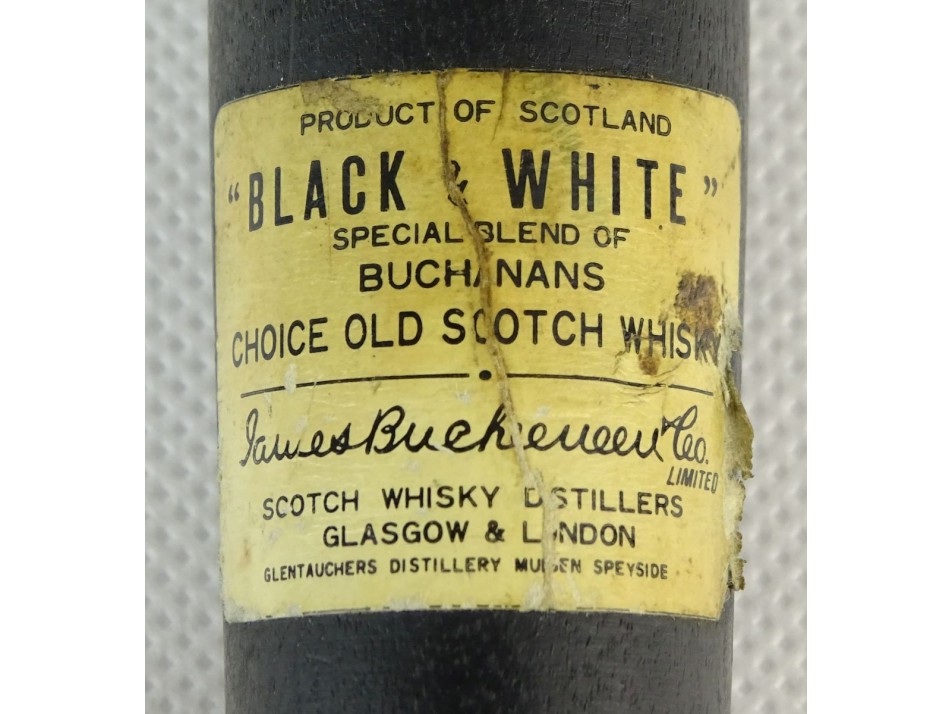 PRODUCT OF SCOTLAND
"BLACK & WHITE"
SPECIAL BLEND OF
BUCHANANS
CHOICE OLD SCOTCH WHISKY
James Buchanan & Co.
LIMITED
SCOTCH WHISKY DISTILLERS
GLASGOW & LONDON
GLENTAUCHERS DISTILLERY MULBEN SPEYSIDE